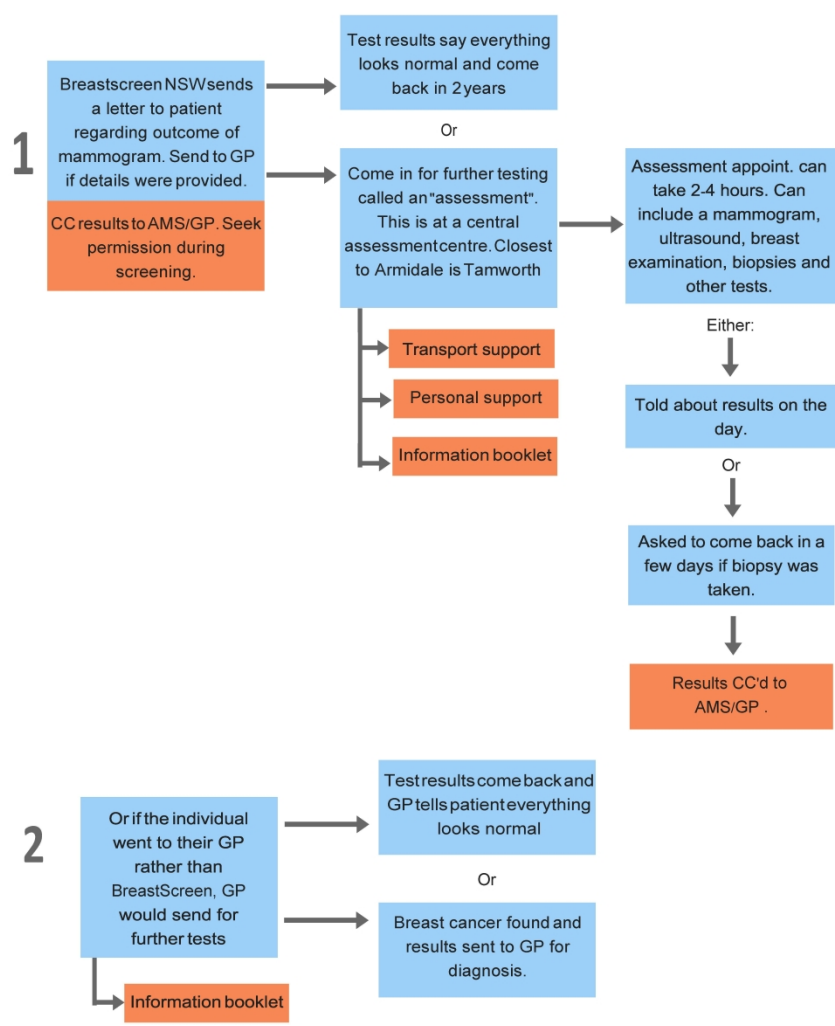 1
Breastscreen NSW sends
a letter to patient
regarding outcome of
mammogram. Send to GP
if details were provided.
CC results to AMS/GP. Seek
permission during
screening.
Test results say everything
looks normal and come
back in 2 years
Or
Come in for further testing
called an "assessment".
This is at a central
assessment centre. Closest
to Armidale is Tamworth
Transport support
Personal support
Information booklet
Assessment appoint. can
take 2-4 hours. Can
include a mammogram,
ultrasound, breast
examination, biopsies and
other tests.
Either:
Told about results on the
day.
Or
Asked to come back in a
few days if biopsy was
taken.
Results CC'd to
AMS/GP .
2
Or if the individual
went to their GP
rather than
BreastScreen, GP
would send for
further tests
Information booklet
Test results come back and
GP tells patient everything
looks normal
Or
Breast cancer found and
results sent to GP for
diagnosis.